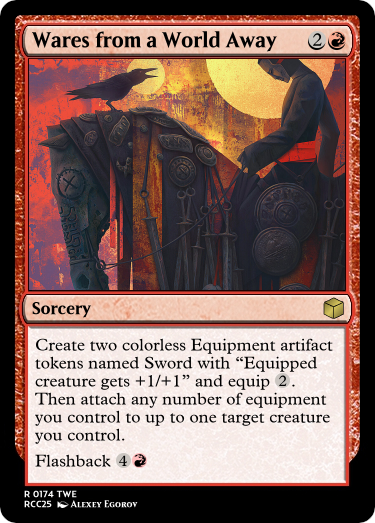 Wares from a World Away 2
Sorcery
Create two colorless Equipment artifact
tokens named Sword with “Equipped
creature gets +1/+1” and equip 2.
Then attach any number of equipment
you control to up to one target creature
you control.
Flashback 4
R 0174 TWE
RCC25 Alexey Egorov